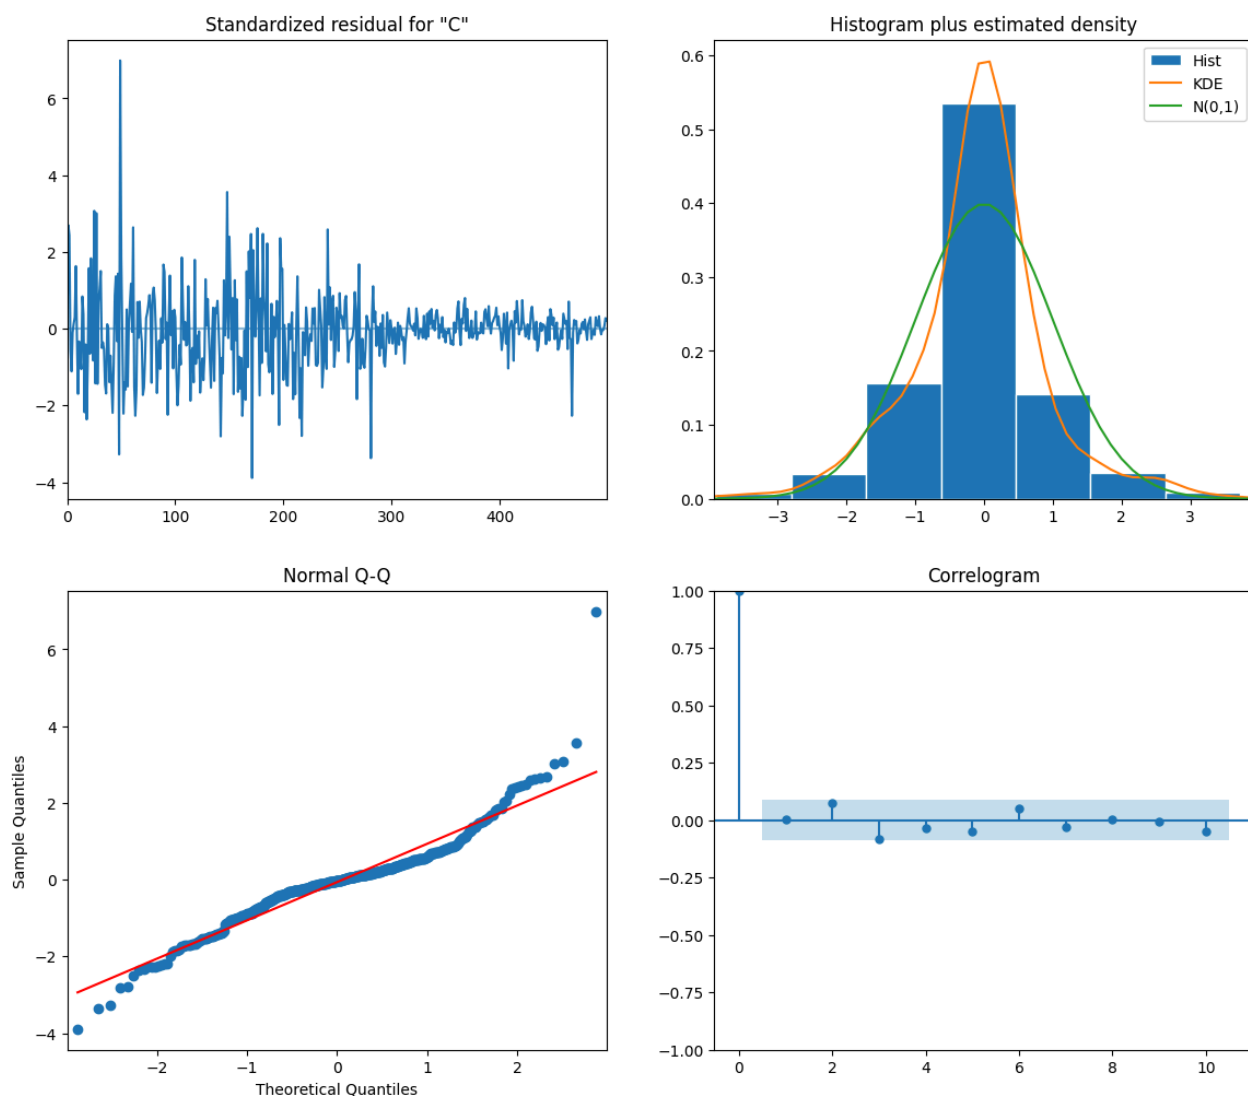 Standardized residual for "C"
6
4
2
0
−2
−4
0 100 200 300 400
Histogram plus estimated density
Hist
KDE
N(0,1)
0.6
0.5
0.4
0.3
0.2
0.1
0.0
−3 −2 −1 0 1 2 3
Normal Q-Q
Sample Quantiles
6
4
2
0
−2
−4
−2 −1 0 1 2
Theoretical Quantiles
Correlogram
1.00
0.75
0.50
0.25
0.00
−0.25
−0.50
−0.75
−1.00
0 2 4 6 8 10